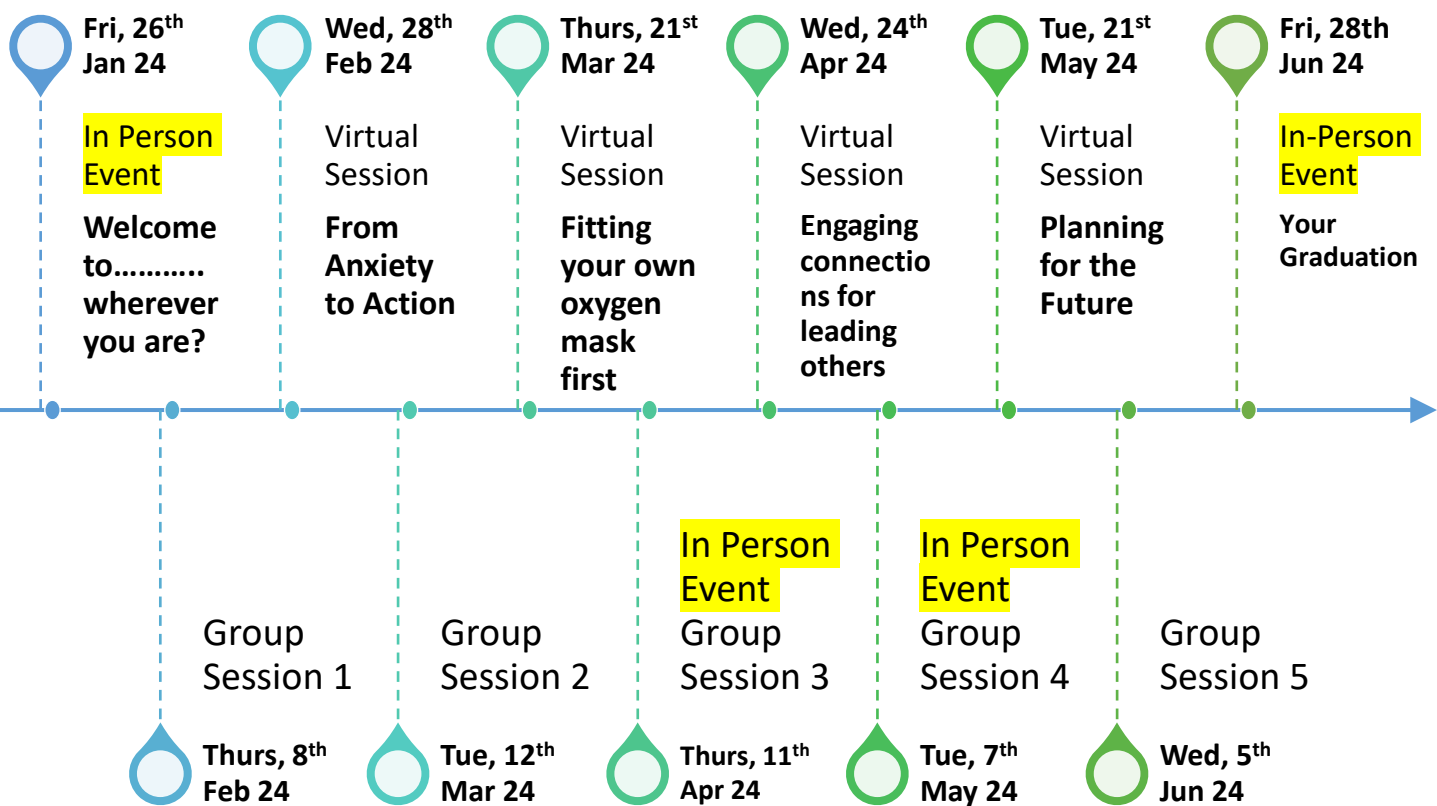 Fri, 26th
Jan 24
In Person
Event
Welcome
to………..
wherever
you are?
Wed, 28th
Feb 24
Virtual
Session
From
Anxiety
to Action
Thurs, 21st
Mar 24
Virtual
Session
Fitting
your own
oxygen
mask
first
Wed, 24th
Apr 24
Virtual
Session
Engaging
connectio
ns for
leading
others
Tue, 21st
May 24
Virtual
Session
Planning
for the
Future
Fri, 28th
Jun 24
In-Person
Event
Your
Graduation
Group
Session 1
Thurs, 8th
Feb 24
Group
Session 2
Tue, 12th
Mar 24
In Person
Event
Group
Session 3
Thurs, 11th
Apr 24
In Person
Event
Group
Session 4
Tue, 7th
May 24
Group
Session 5
Wed, 5th
Jun 24